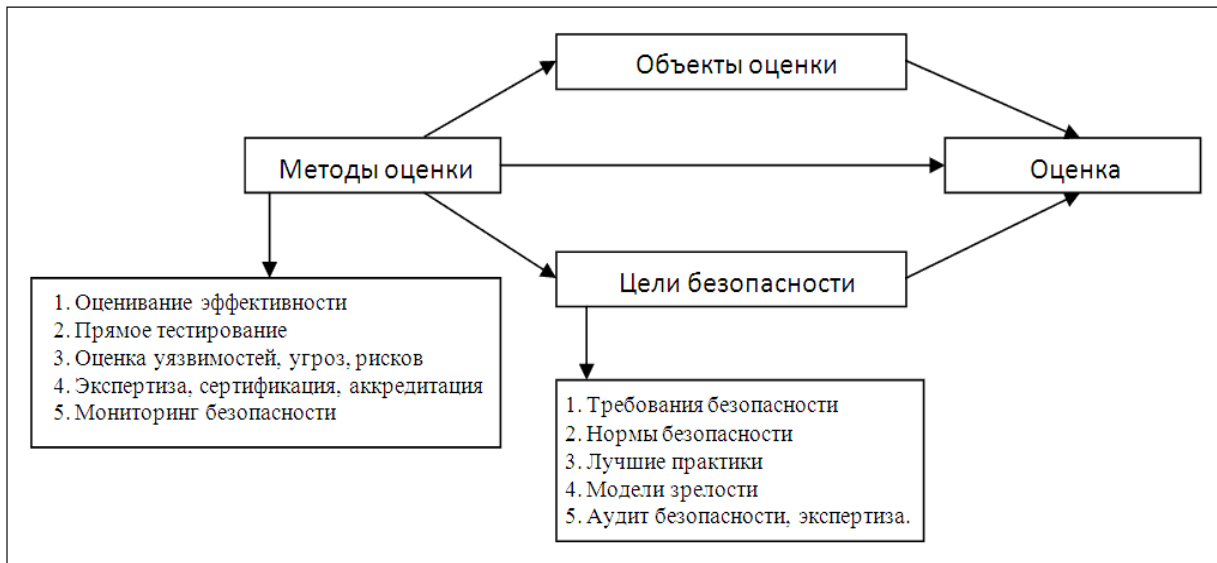 Объекты оценки
Методы оценки
Оценка
Цели безопасности
1. Оценивание эффективности
2. Прямое тестирование
3. Оценка уязвимостей, угроз, рисков
4. Экспертиза, сертификация, аккредитация
5. Мониторинг безопасности
1. Требования безопасности
2. Нормы безопасности
3. Лучшие практики
4. Модели зрелости
5. Аудит безопасности, экспертиза.